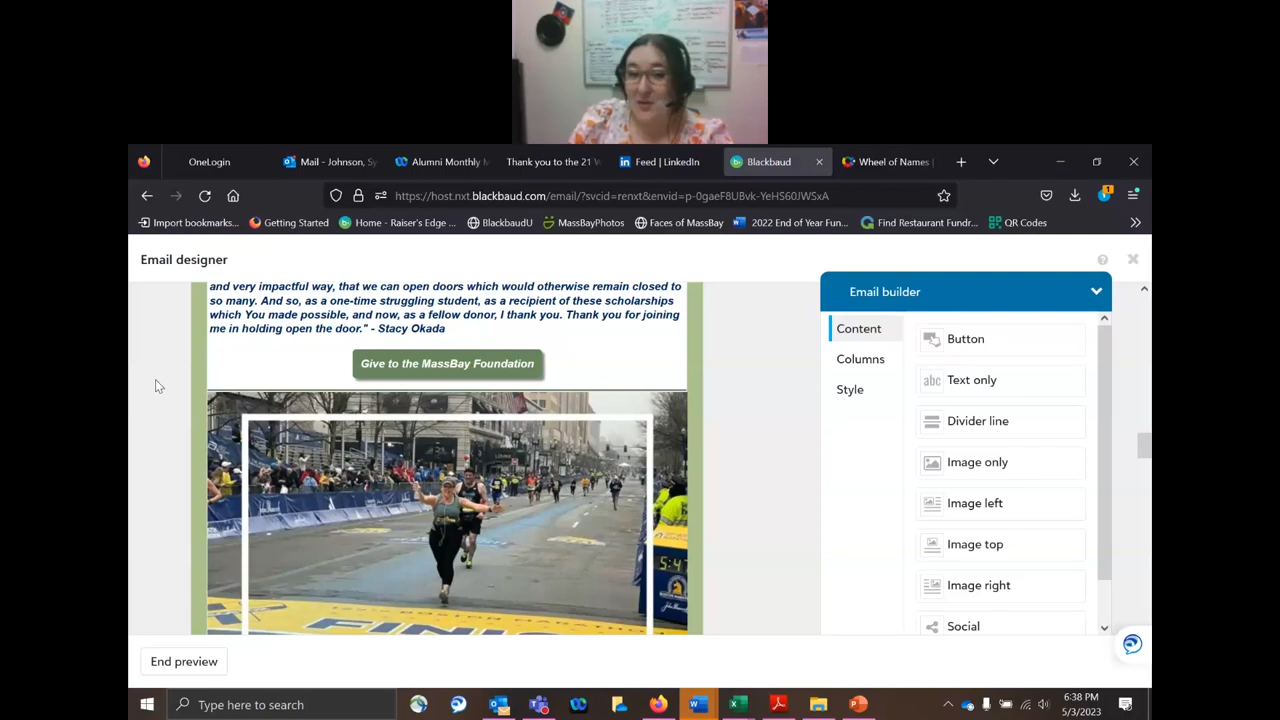 OneLogin
Mail - Johnson, Sy
Alumni Monthly M
Thank you to the 21
Feed | LinkedIn
Blackbaud
Wheel of Names |
https://host.nxt.blackbaud.com/email/?svcid=renxt&envid=p-0gaeF8UBvk-YeHS60JWSxA
1
Import bookmarks...
Getting Started
Home - Raiser's Edge ...
BlackbaudU
MassBayPhotos
Faces of MassBay
2022 End of Year Fun...
Find Restaurant Fundr...
QR Codes
Email designer
and very impactful way, that we can open doors which would otherwise remain closed to
so many. And so, as a one-time struggling student, as a recipient of these scholarships
which You made possible, and now, as a fellow donor, I thank you. Thank you for joining
me in holding open the door." - Stacy Okada
Give to the MassBay Foundation
5:47
FINIS
Email builder
Content
Columns
Style
Button
abc Text only
Divider line
Image only
Image left
Image top
Image right
Social
End preview
Type here to search
6:38 PM
5/3/2023